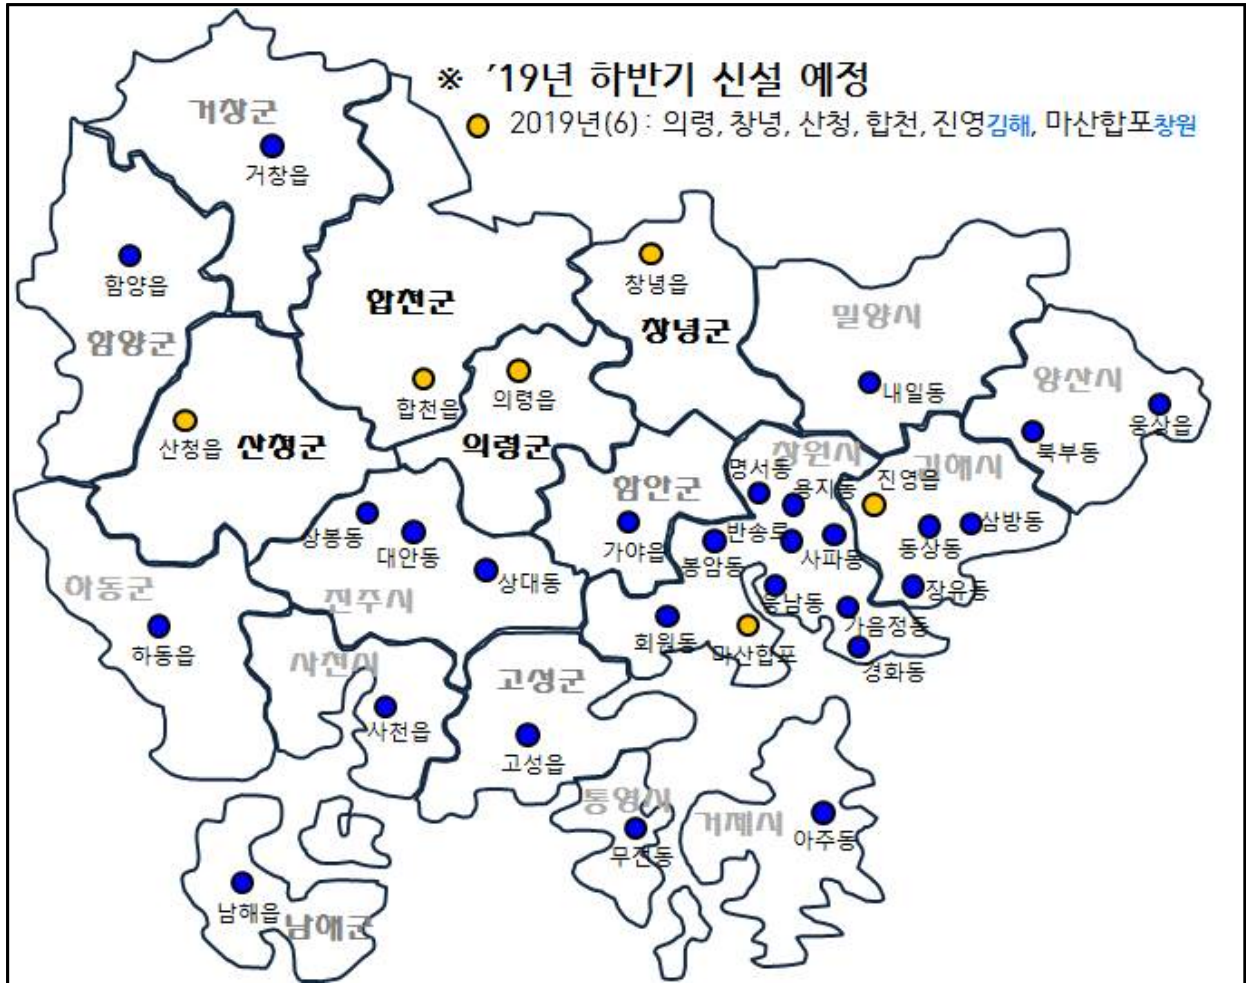 ※ ’19년 하반기 신설 예정
2019년(6) : 의령, 창녕, 산청, 합천, 진영김해, 마산합포창원
거창군
거창읍
함양읍
함양군
합천군
합천읍
창녕읍
창녕군
밀양시
내일동
양산시
웅상읍
북부동
의령읍
의령군
산청읍
산청군
함안군
가야읍
창원시
명서동
용지동
반송로
사파동
봉암동
웅남동
가음정동
경화동
회원동
마산합포
김해시
진영읍
동상동
삼방동
장유동
상봉동
대안동
상대동
진주시
하동군
하동읍
사천시
사천읍
고성군
고성읍
통영시
무전동
거제시
아주동
남해읍
남해군